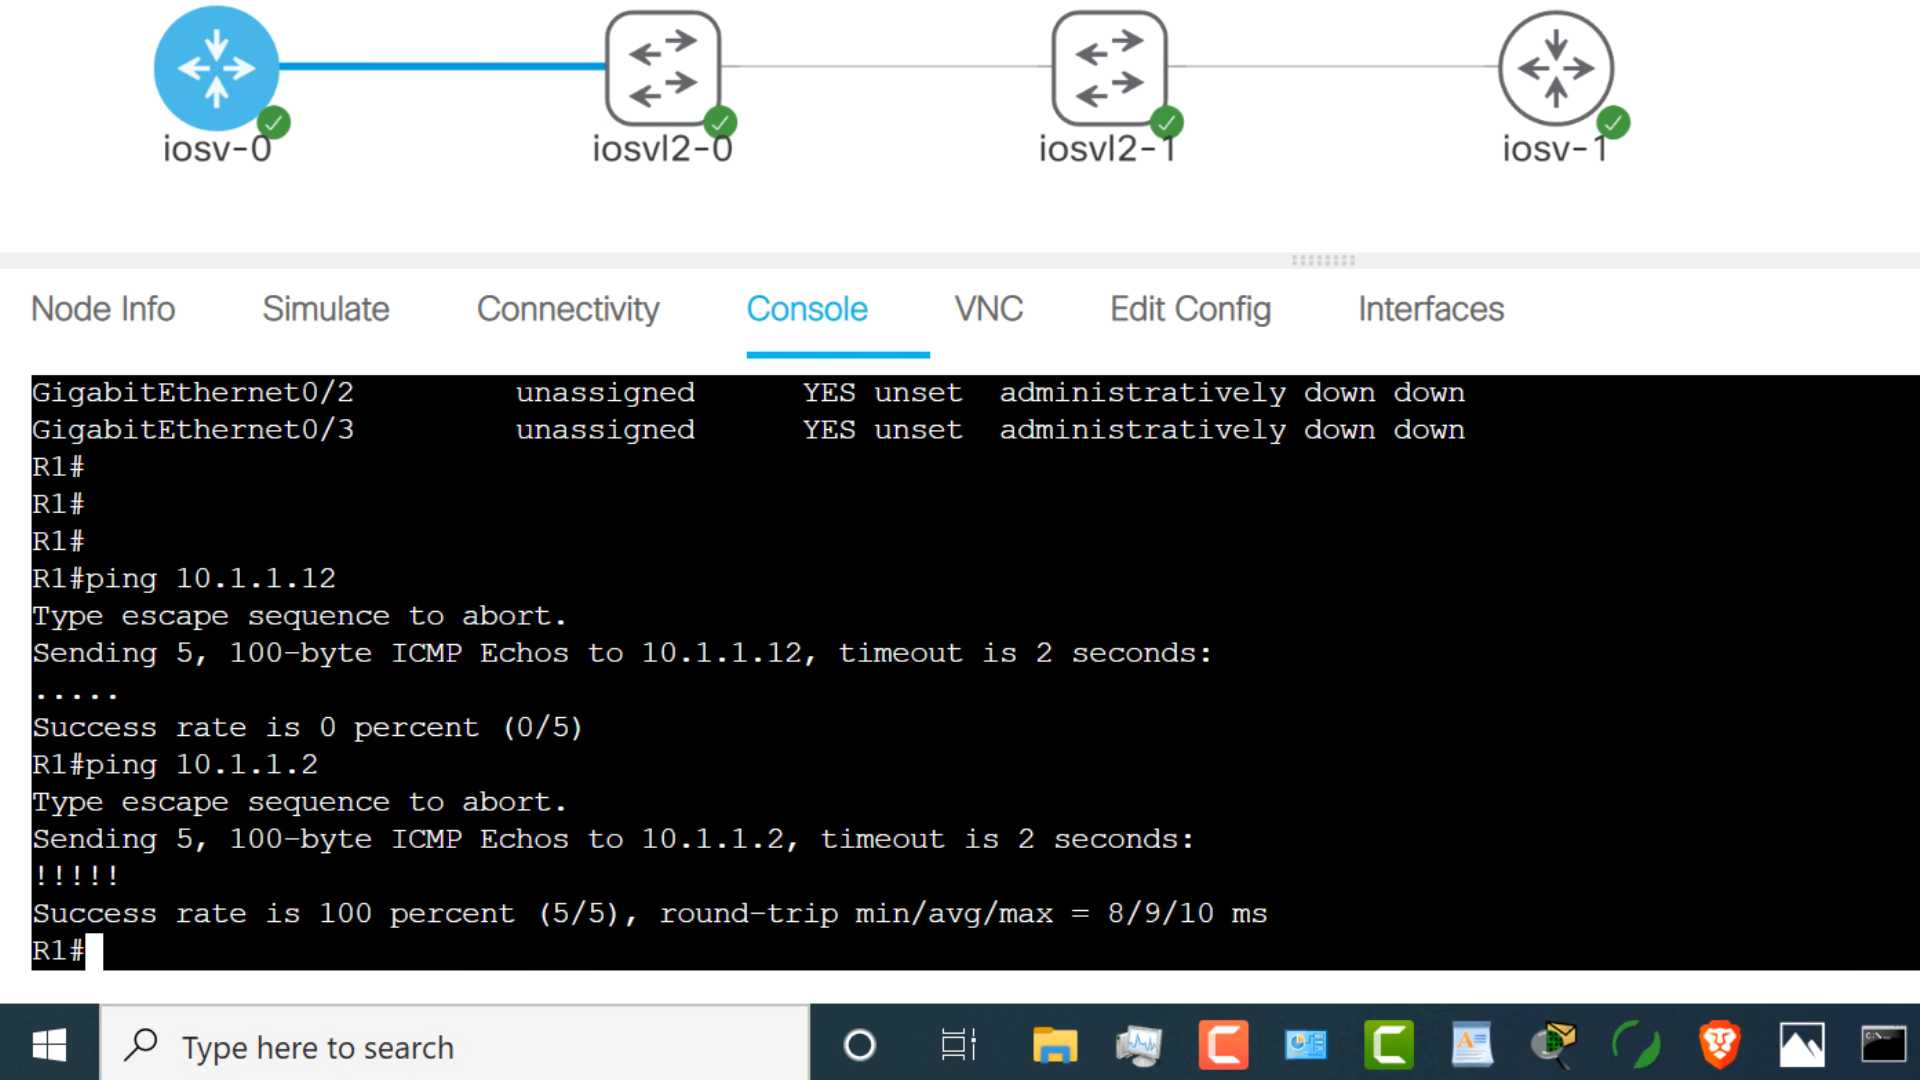 iosv-0 iosvl2-0 iosvl2-1 iosv-1
Node Info Simulate Connectivity Console VNC Edit Config Interfaces
GigabitEthernet0/2 unassigned YES unset administratively down down
GigabitEthernet0/3 unassigned YES unset administratively down down
R1#
R1#
R1#
R1#ping 10.1.1.12
Type escape sequence to abort.
Sending 5, 100-byte ICMP Echos to 10.1.1.12, timeout is 2 seconds:
.....
Success rate is 0 percent (0/5)
R1#ping 10.1.1.2
Type escape sequence to abort.
Sending 5, 100-byte ICMP Echos to 10.1.1.2, timeout is 2 seconds:
!!!!!
Success rate is 100 percent (5/5), round-trip min/avg/max = 8/9/10 ms
R1#
Type here to search